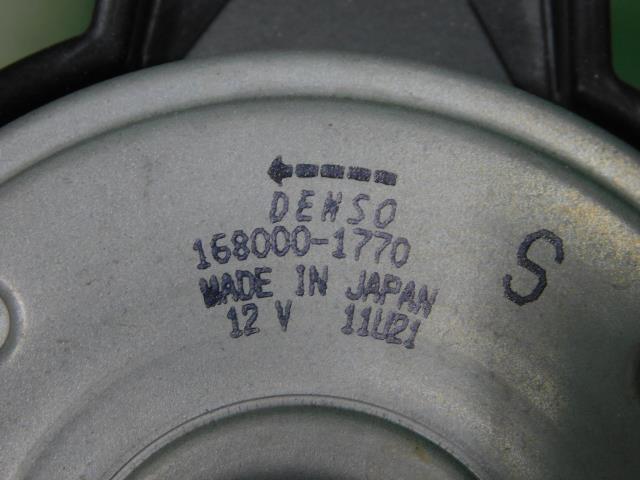 DENSO
168000-1770
MADE IN JAPAN
12 V 11U21
S